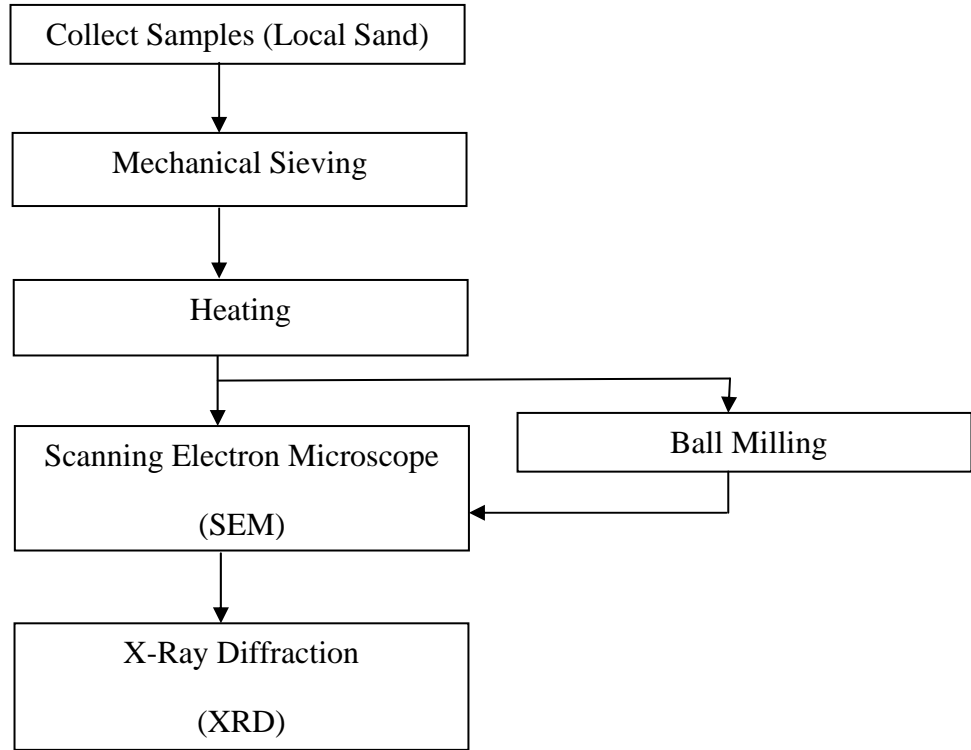 Collect Samples (Local Sand)
Mechanical Sieving
Heating
Scanning Electron Microscope
(SEM)
Ball Milling
X-Ray Diffraction
(XRD)